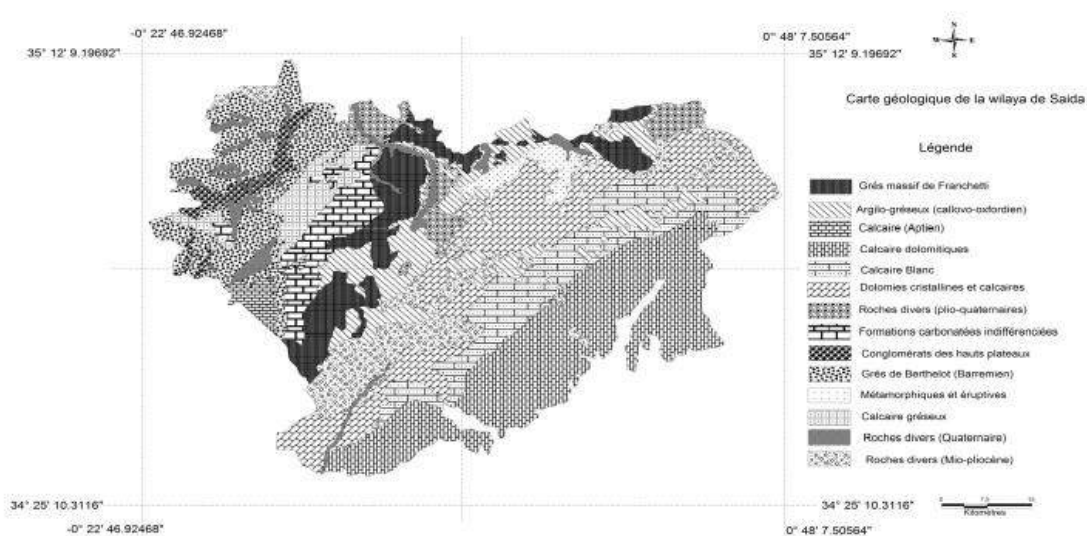 -0° 22' 46.92468"
0° 48' 7.50564"
35° 12' 9.19692"
35° 12' 9.19692"
N
W E
S
Carte géologique de la wilaya de Saida
Légende
Grés massif de Franchetti
Argilo-gréseux (callovo-oxfordien)
Calcaire (Aptien)
Calcaire dolomitiques
Calcaire Blanc
Dolomies cristallines et calcaires
Roches divers (plio-quaternaires)
Formations carbonatées indifférenciées
Conglomérats des hauts plateaux
Grés de Berthelot (Barremien)
Métamorphiques et éruptives
Calcaire gréseux
Roches divers (Quaternaire)
Roches divers (Mio-pliocène)
34° 25' 10.3116"
34° 25' 10.3116"
Kilomètres
-0° 22' 46.92468"
0° 48' 7.50564"